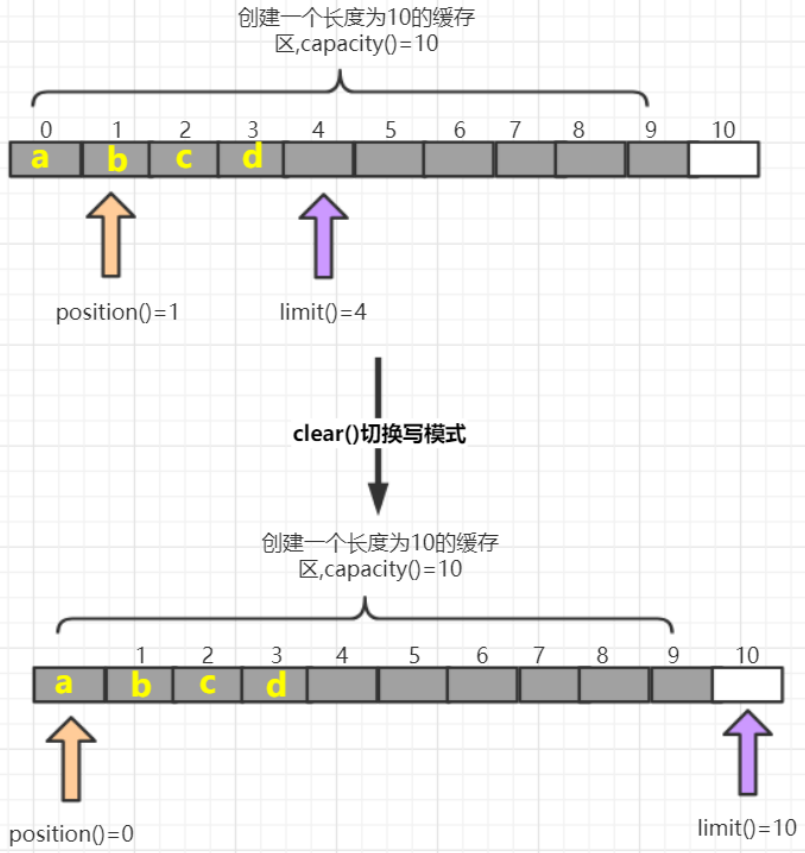 创建一个长度为10的缓存
区,capacity()=10
0 1 2 3 4 5 6 7 8 9 10
a b c d
position()=1 limit()=4
clear()切换写模式
创建一个长度为10的缓存
区,capacity()=10
1 2 3 4 5 6 7 8 9 10
a b c d
position()=0 limit()=10